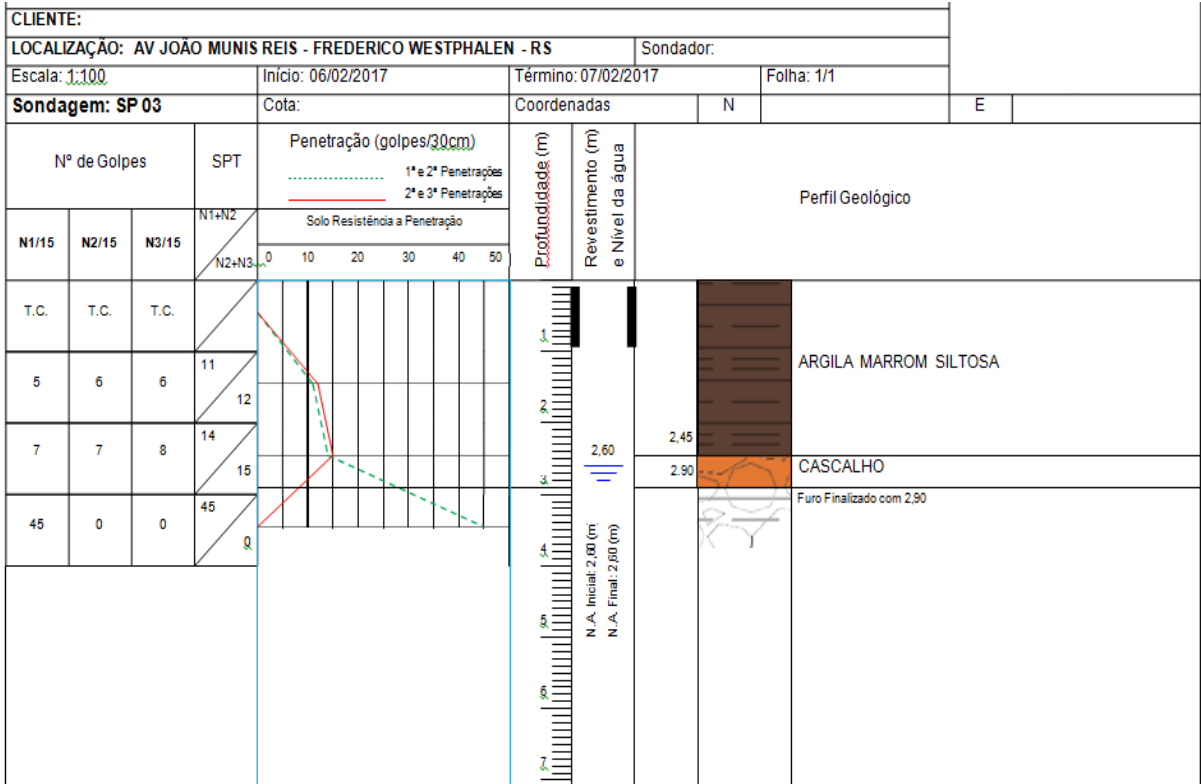 CLIENTE:
LOCALIZAÇÃO: AV JOÃO MUNIS REIS - FREDERICO WESTPHALEN - RS Sondador:
Escala: 1:100 Início: 06/02/2017 Término: 07/02/2017 Folha: 1/1
Sondagem: SP 03 Cota: Coordenadas N E
Nº de Golpes SPT
Penetração (golpes/30cm)
1ª e 2ª Penetrações
2ª e 3ª Penetrações
Solo Resistência a Penetração
Profundidade (m)
Revestimento (m)
e Nível da água
Perfil Geológico
N1/15 N2/15 N3/15 N1+N2
N2+N3
0 10 20 30 40 50
T.C. T.C. T.C.
1
ARGILA MARROM SILTOSA
5 6 6 11
12
2
7 7 8 14
15
2,60
2,45
2.90 CASCALHO
3
Furo Finalizado com 2,90
45 0 0 45
0
4
N.A. Inicial: 2,60 (m)
N.A. Final: 2,60 (m)
5
6
7